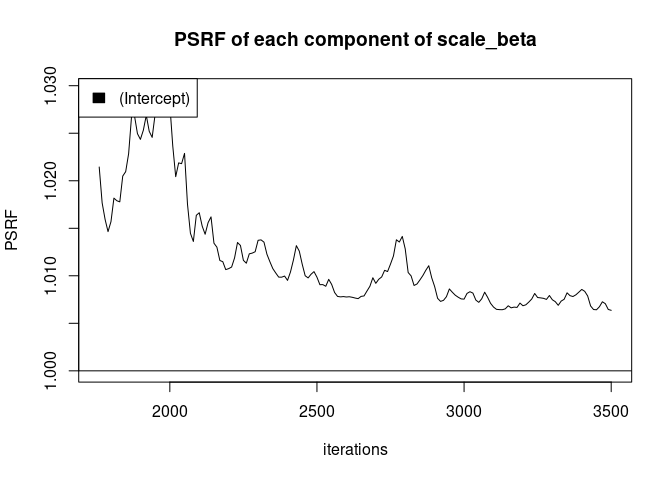 PSRF of each component of scale_beta
(Intercept)
PSRF
1.030
1.020
1.010
1.000
2000 2500 3000 3500
iterations